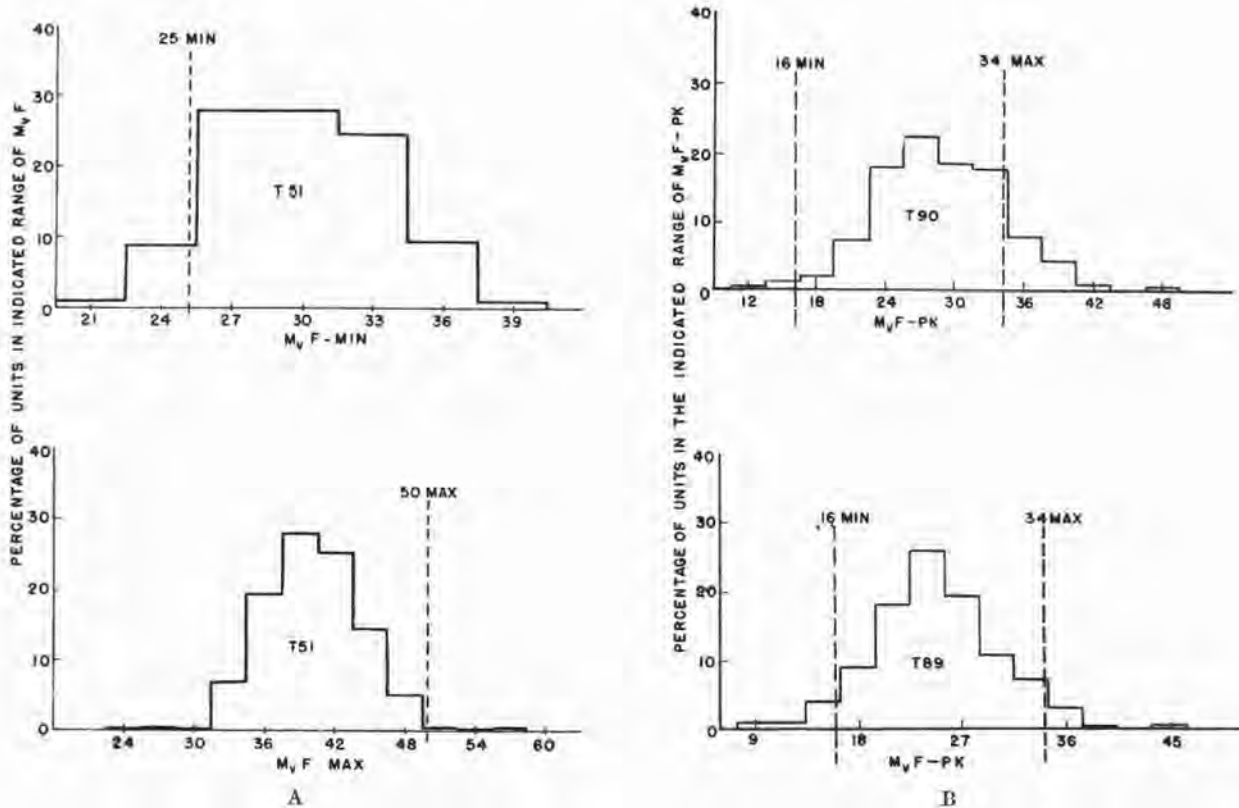 PERCENTAGE OF UNITS IN INDICATED RANGE OF MvF
40
30
20
10
0
25 MIN
T 51
21 24 27 30 33 36 39
MvF-MIN
40
30
20
10
0
50 MAX
T51
24 30 36 42 48 54 60
MvF MAX
A
PERCENTAGE OF UNITS IN THE INDICATED RANGE OF MvF-PK
40
30
20
10
0
16 MIN
34 MAX
T90
12 18 24 30 36 42 48
MvF-PK
40
30
20
10
0
16 MIN
34 MAX
T89
9 18 27 36 45
MvF-PK
B